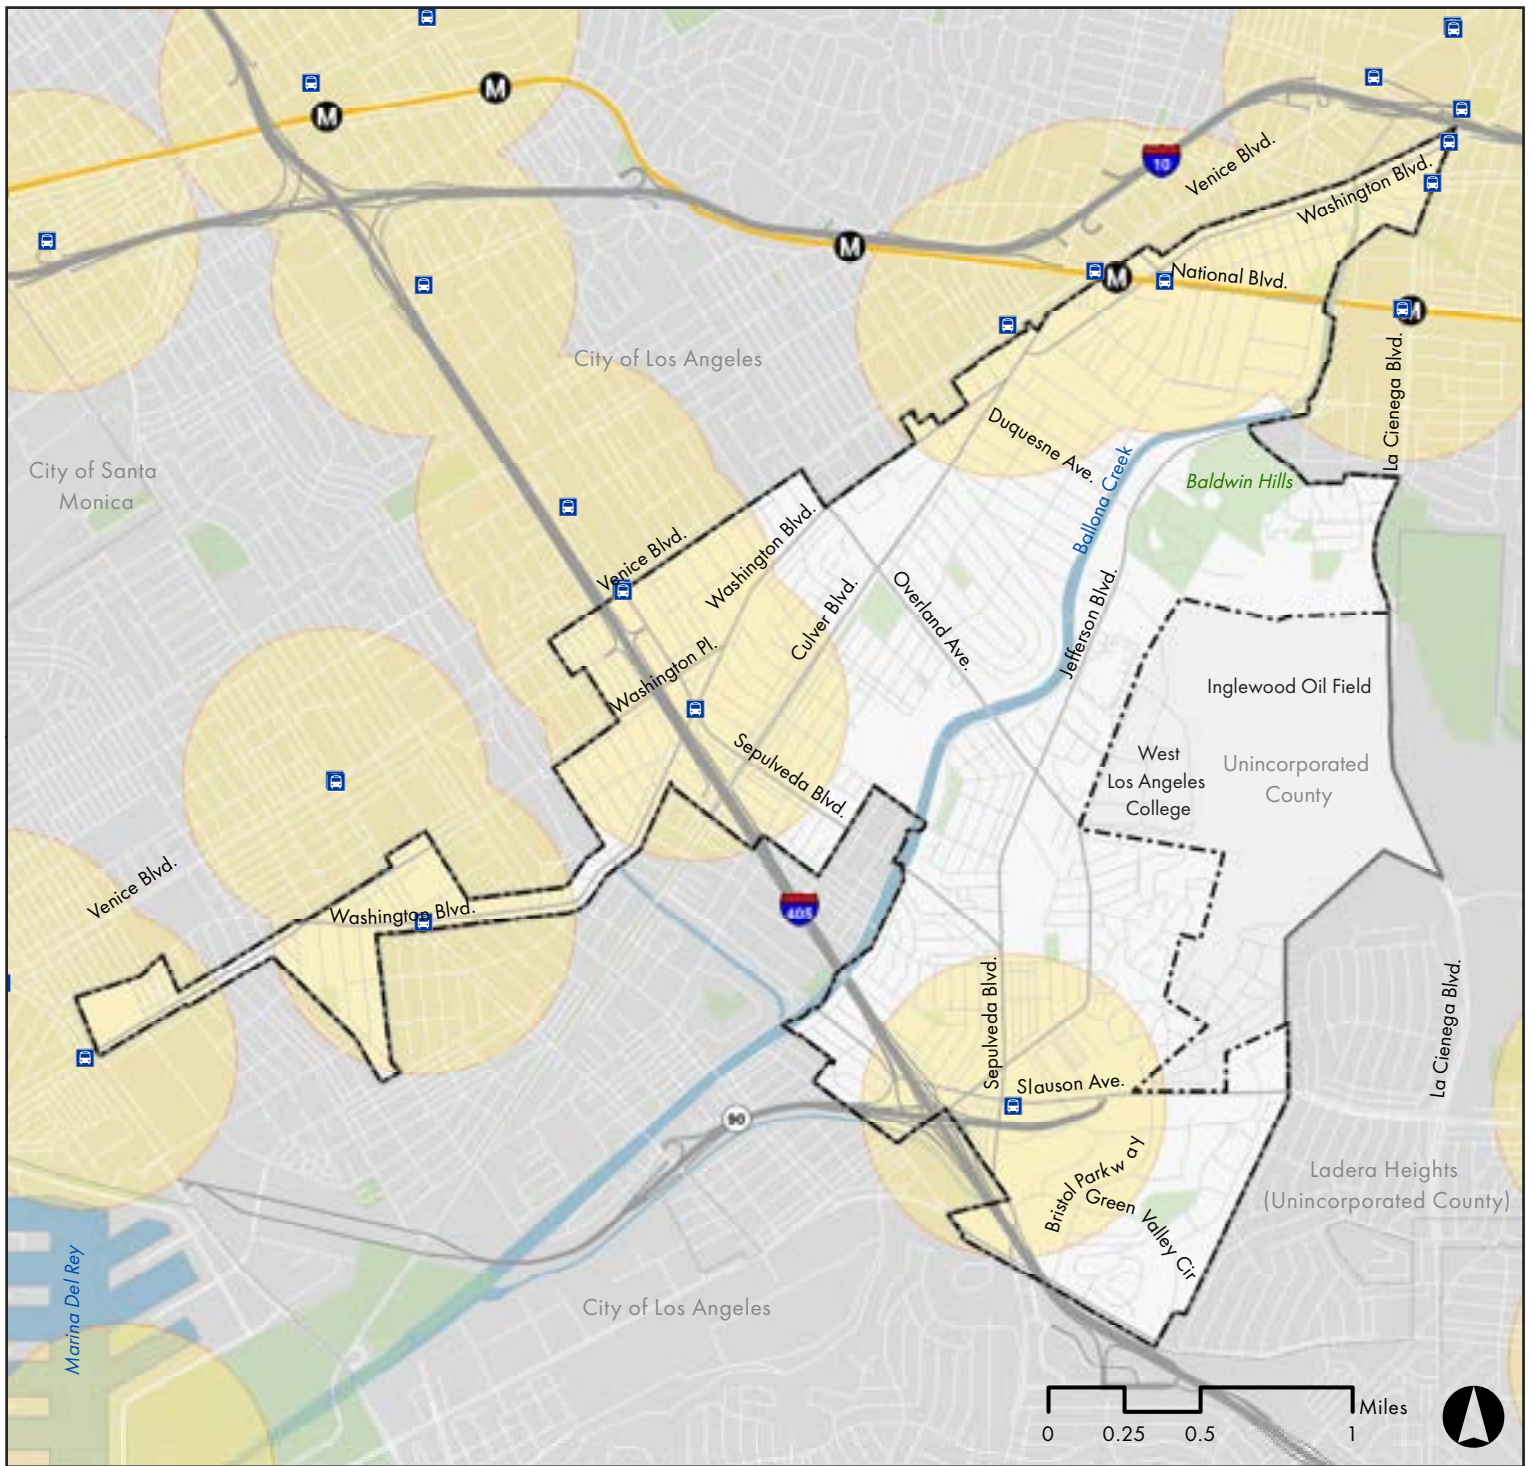 M
M
10
Venice Blvd.
Washington Blvd.
M
M
National Blvd.
M
City of Los Angeles
La Cienega Blvd.
Duquesne Ave.
City of Santa
Monica
Ballona Creek
Baldwin Hills
Venice Blvd.
Washington Blvd.
Culver Blvd.
Overland Ave.
Jefferson Blvd.
Washington Pl.
Inglewood Oil Field
Sepulveda Blvd.
West
Los Angeles
College
Unincorporated
County
Venice Blvd.
Washington Blvd.
405
Sepulveda Blvd.
La Cienega Blvd.
Slauson Ave.
90
Bristol Parkway
Green Valley Cir
Ladera Heights
(Unincorporated County)
Marina Del Rey
City of Los Angeles
Miles
0
0.25
0.5
1